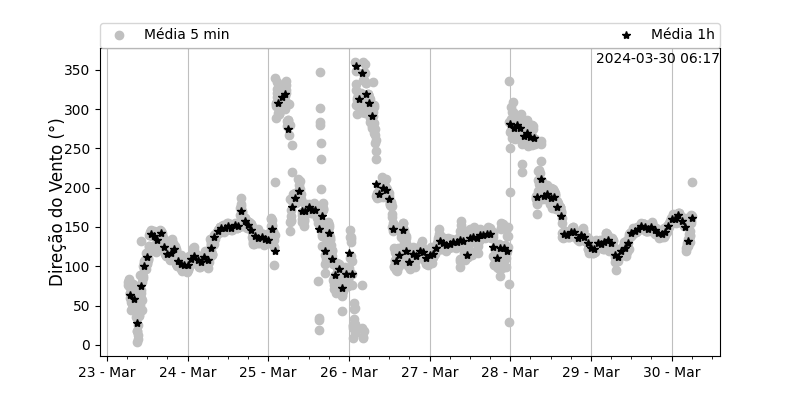 Média 5 min
Média 1h
2024-03-30 06:17
Direção do Vento (°)
350
300
250
200
150
100
50
0
23 - Mar
24 - Mar
25 - Mar
26 - Mar
27 - Mar
28 - Mar
29 - Mar
30 - Mar